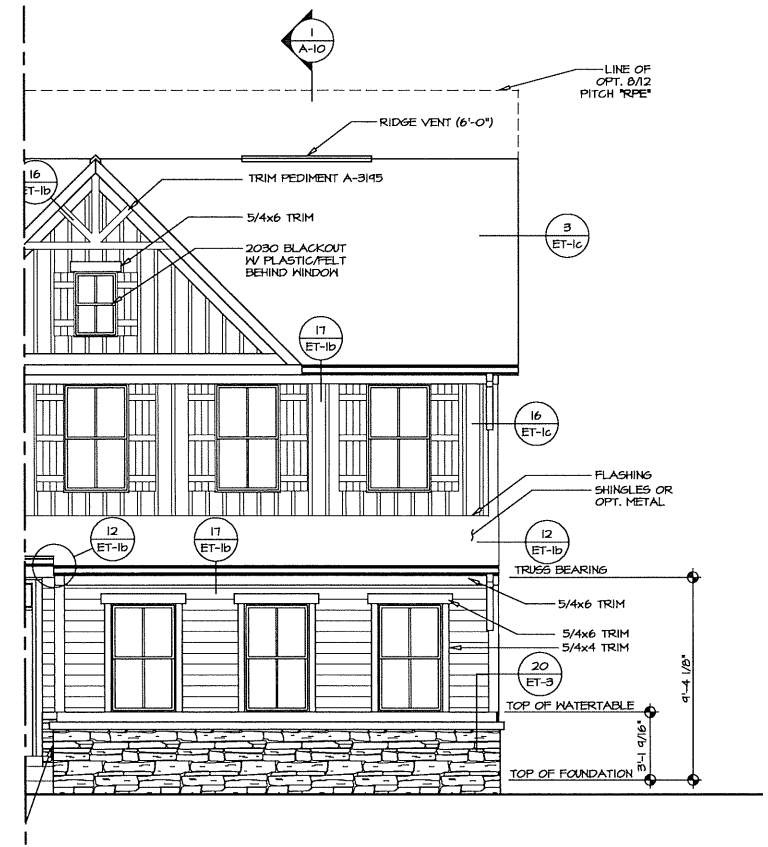 1
A-10
LINE OF
OPT. 8/12
PITCH "RPE"
RIDGE VENT (6'-0")
16
ET-1b
TRIM PEDIMENT A-3195
5/4x6 TRIM
3
ET-1c
2030 BLACKOUT
W/ PLASTIC/FELT
BEHIND WINDOW
17
ET-1b
16
ET-1c
FLASHING
SHINGLES OR
OPT. METAL
12
ET-1b
17
ET-1b
12
ET-1b
TRUSS BEARING
5/4x6 TRIM
5/4x6 TRIM
5/4x4 TRIM
20
ET-3
9'-4 1/8"
TOP OF WATERTABLE
3'-1 9/16"
TOP OF FOUNDATION